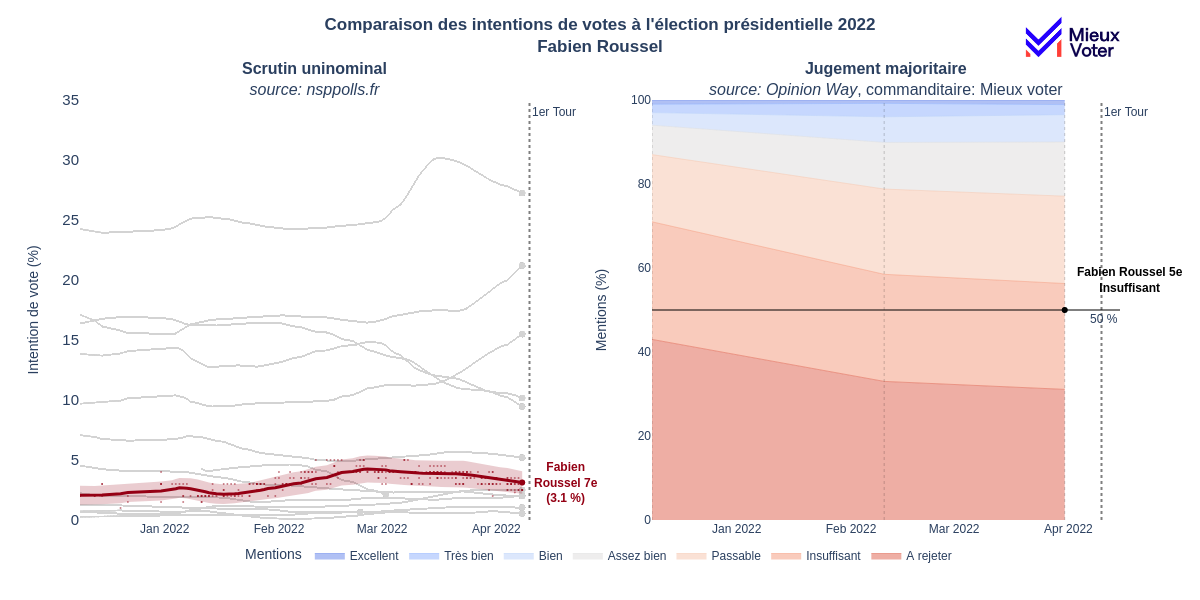 Comparaison des intentions de votes à l'élection présidentielle 2022
Fabien Roussel
Mieux
Voter
Scrutin uninominal
source: nsppolls.fr
Jugement majoritaire
source: Opinion Way, commanditaire: Mieux voter
35
30
25
20
15
10
5
0
Intention de vote (%)
Jan 2022
Feb 2022
Mar 2022
Apr 2022
1er Tour
Fabien
Roussel 7e
(3.1 %)
100
80
60
40
20
0
Mentions (%)
Jan 2022
Feb 2022
Mar 2022
Apr 2022
1er Tour
Fabien Roussel 5e
Insuffisant
50 %
Mentions
Excellent
Très bien
Bien
Assez bien
Passable
Insuffisant
A rejeter